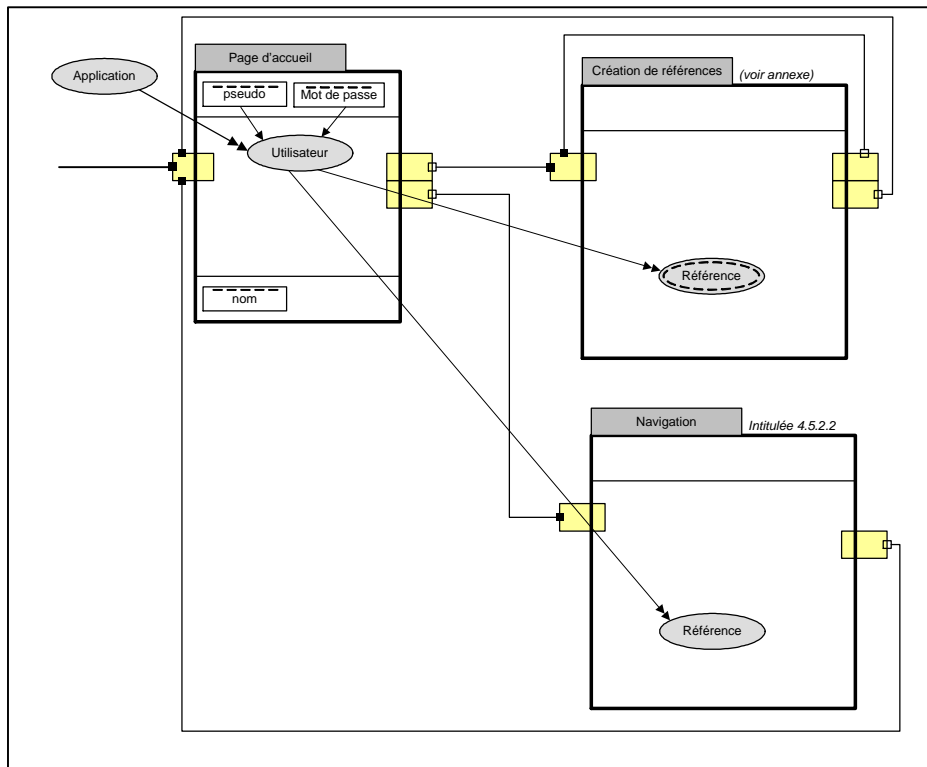 Page d'accueil
Application
pseudo
Mot de passe
Utilisateur
nom
Création de références
(voir annexe)
Référence
Navigation
Intitulée 4.5.2.2
Référence